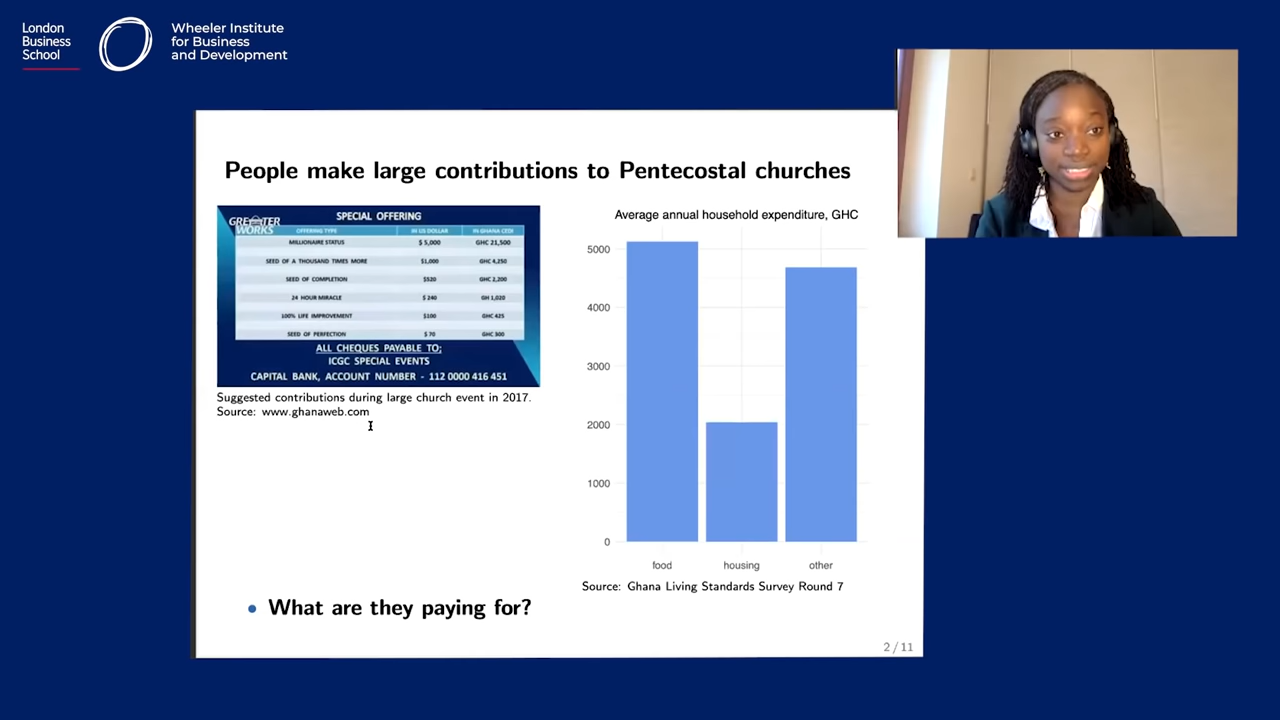 London
Business
School
Wheeler Institute
for Business
and Development
People make large contributions to Pentecostal churches
GREATER
WORKS
SPECIAL OFFERING
OFFERING TYPE IN US DOLLAR IN GHANA CEDI
MILLIONAIRE STATUS $ 5,000 GHC 21,500
SEED OF A THOUSAND TIMES MORE $1,000 GHC 4,250
SEED OF COMPLETION $520 GHC 2,200
24 HOUR MIRACLE $ 240 GH 1,020
100% LIFE IMPROVEMENT $100 GHC 425
SEED OF PERFECTION $ 70 GHC 300
ALL CHEQUES PAYABLE TO;
ICGC SPECIAL EVENTS
CAPITAL BANK, ACCOUNT NUMBER - 112 0000 416 451
Suggested contributions during large church event in 2017.
Source: www.ghanaweb.com
Average annual household expenditure, GHC
5000
4000
3000
2000
1000
0
food housing other
Source: Ghana Living Standards Survey Round 7
• What are they paying for?
2 / 11